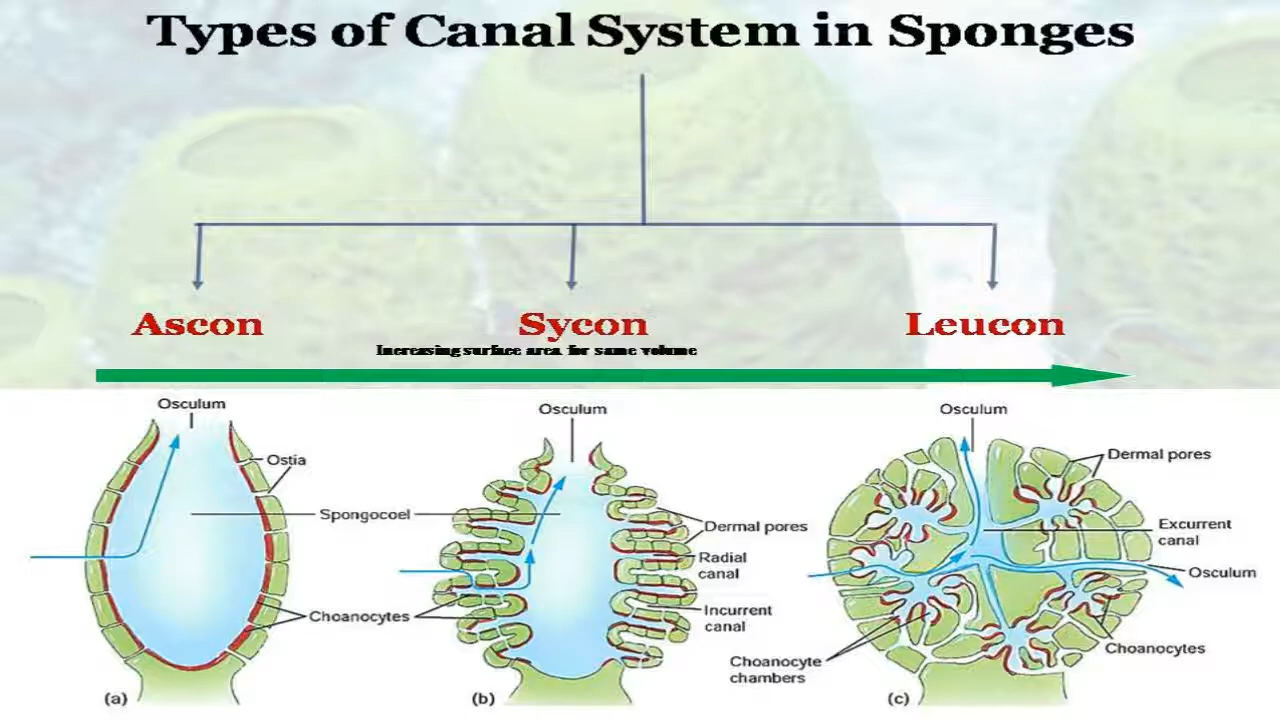 Types of Canal System in Sponges
Ascon
Sycon
Leucon
Increasing surface area for same volume
Osculum
Ostia
Spongocoel
Choanocytes
(a)
Osculum
Dermal pores
Radial
canal
Incurrent
canal
(b)
Osculum
Dermal pores
Excurrent
canal
Osculum
Choanocytes
Choanocyte
chambers
(c)